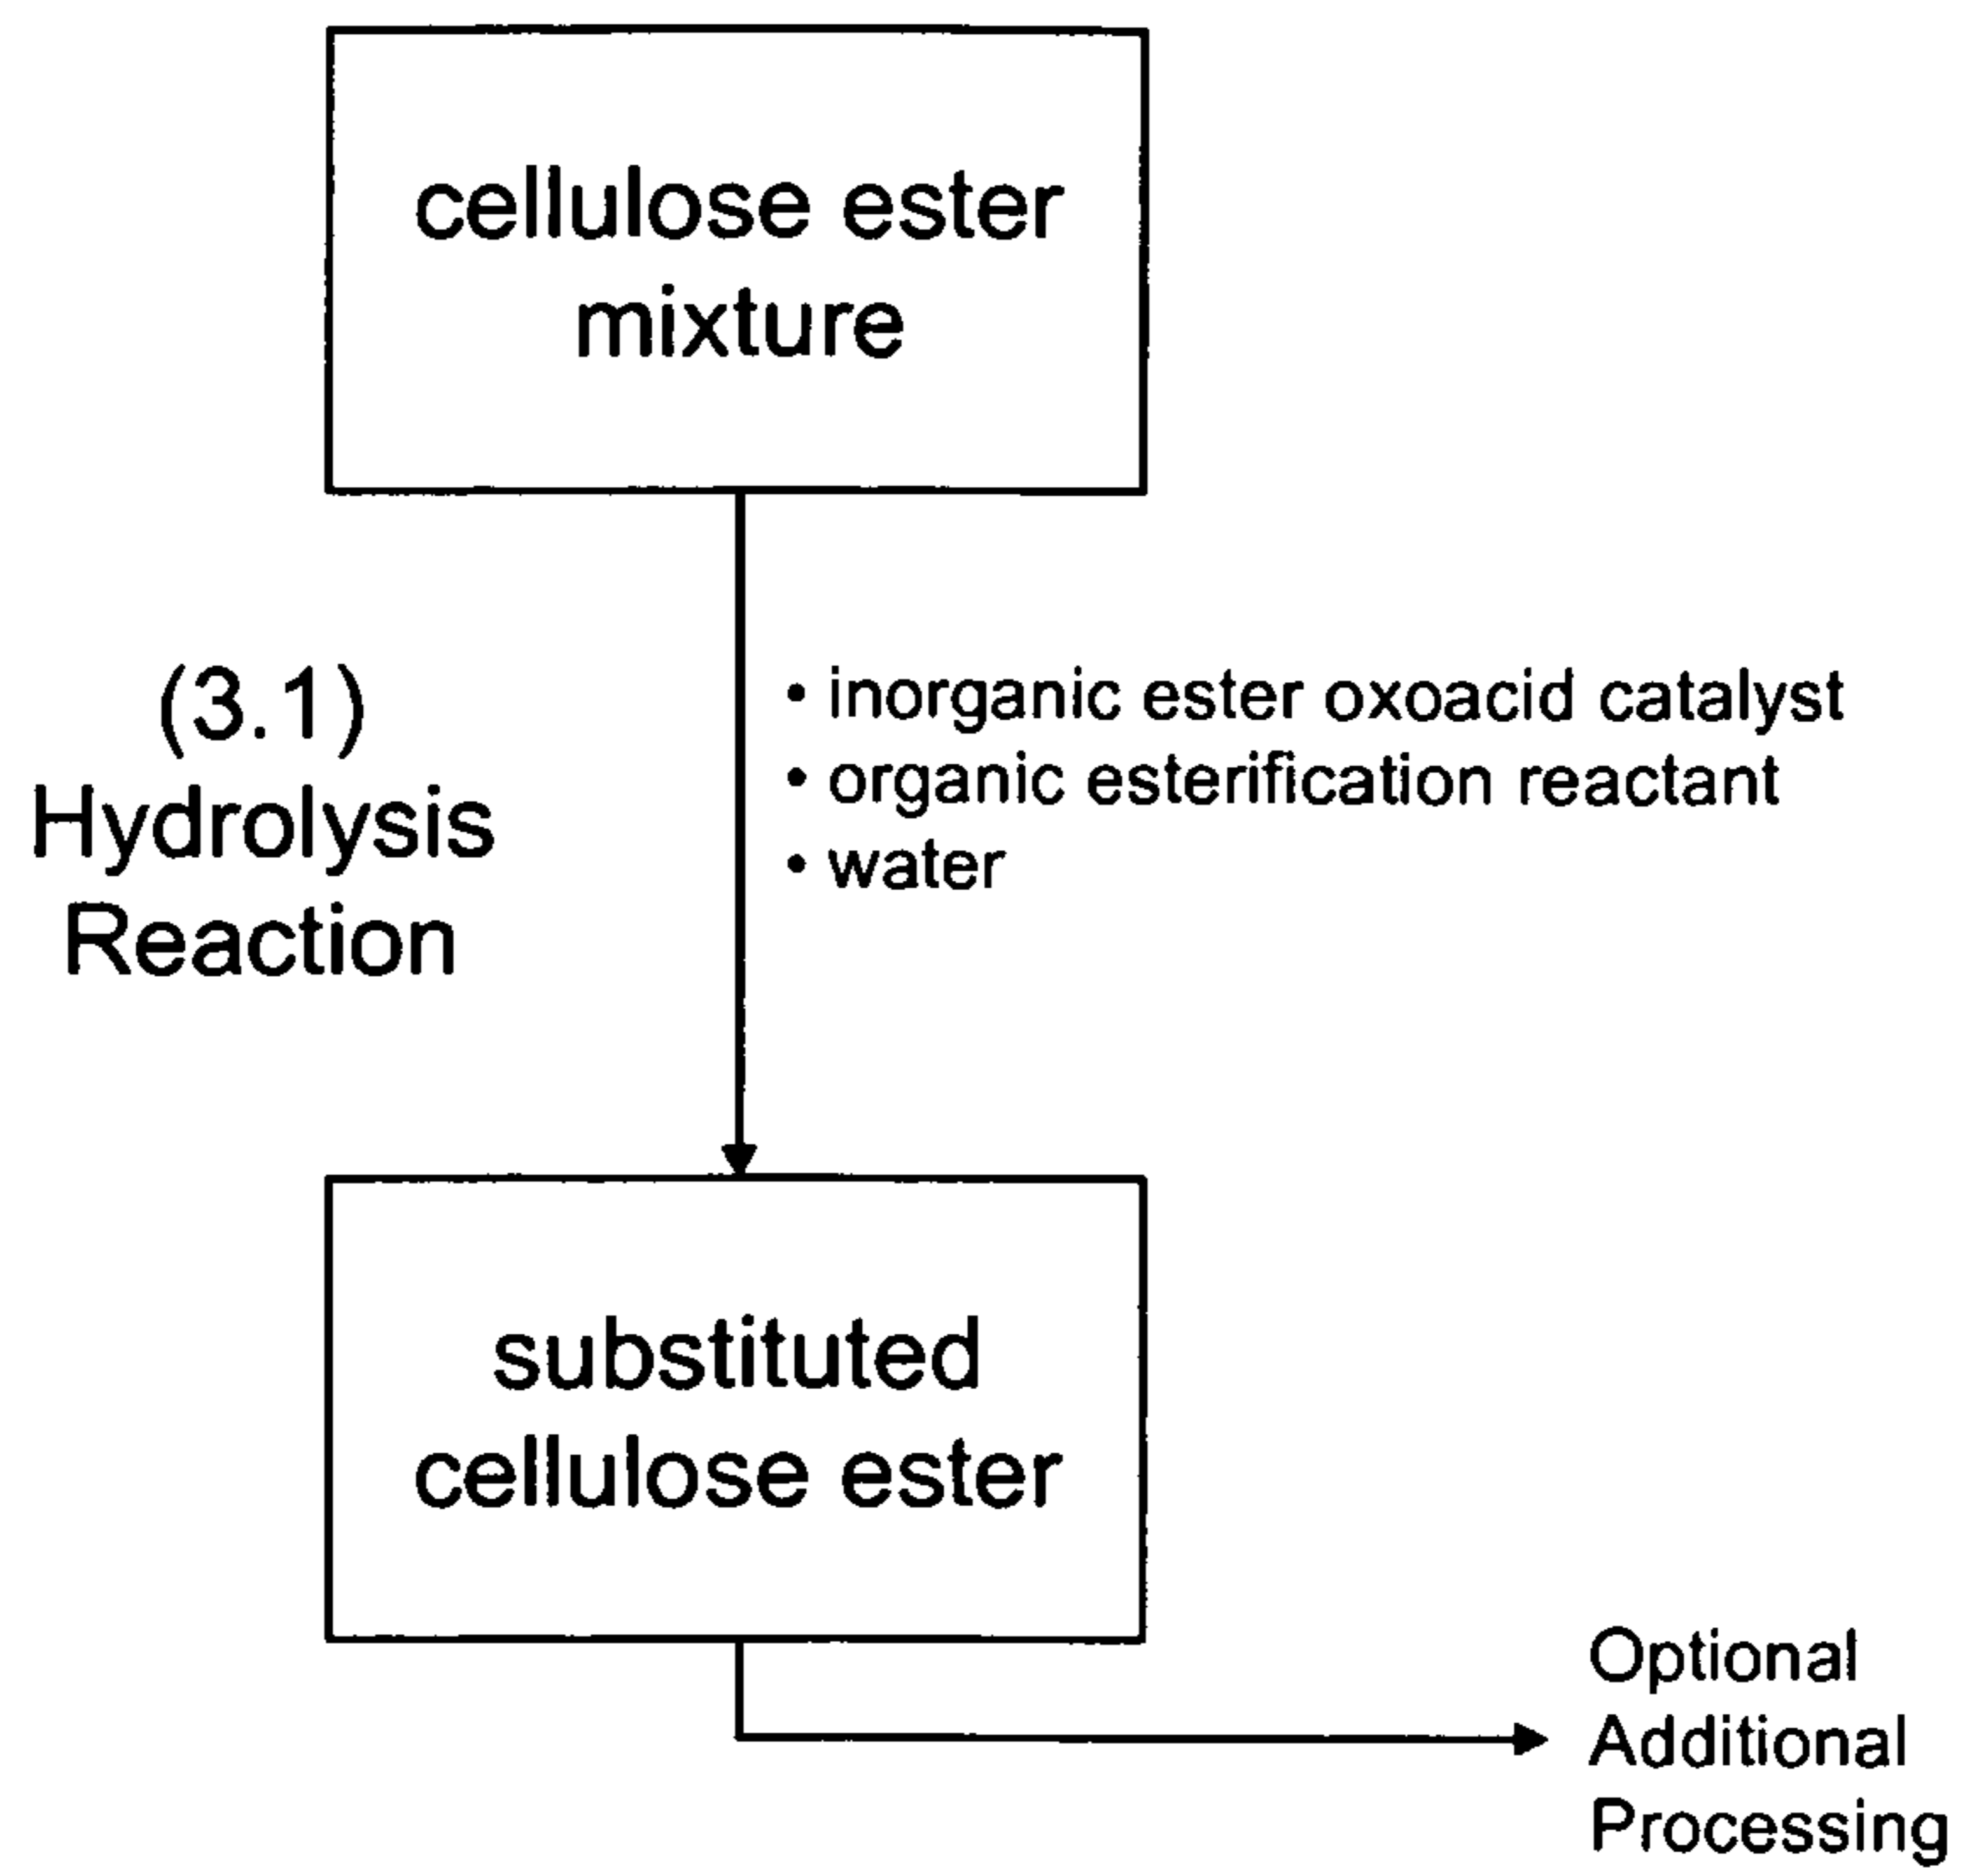 cellulose ester
mixture
(3.1)
Hydrolysis
Reaction
• inorganic ester oxoacid catalyst
• organic esterification reactant
• water
substituted
cellulose ester
Optional
Additional
Processing